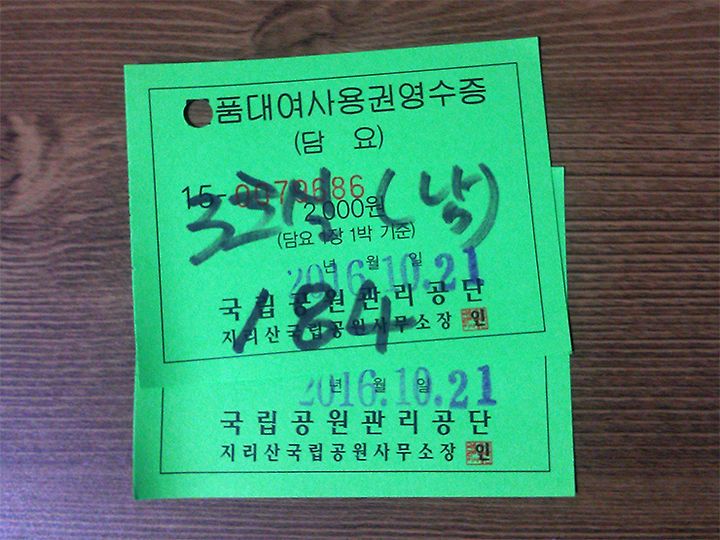 품대여사용권영수증
(담 요)
15-0079686
2,000원
(낚)
(담요 1장 1박 기준)
년 월 일
2016.10.21
184
국립공원관리공단
지리산국립공원사무소장 인
년 월 일
2016.10.21
국립공원관리공단
지리산국립공원사무소장 인